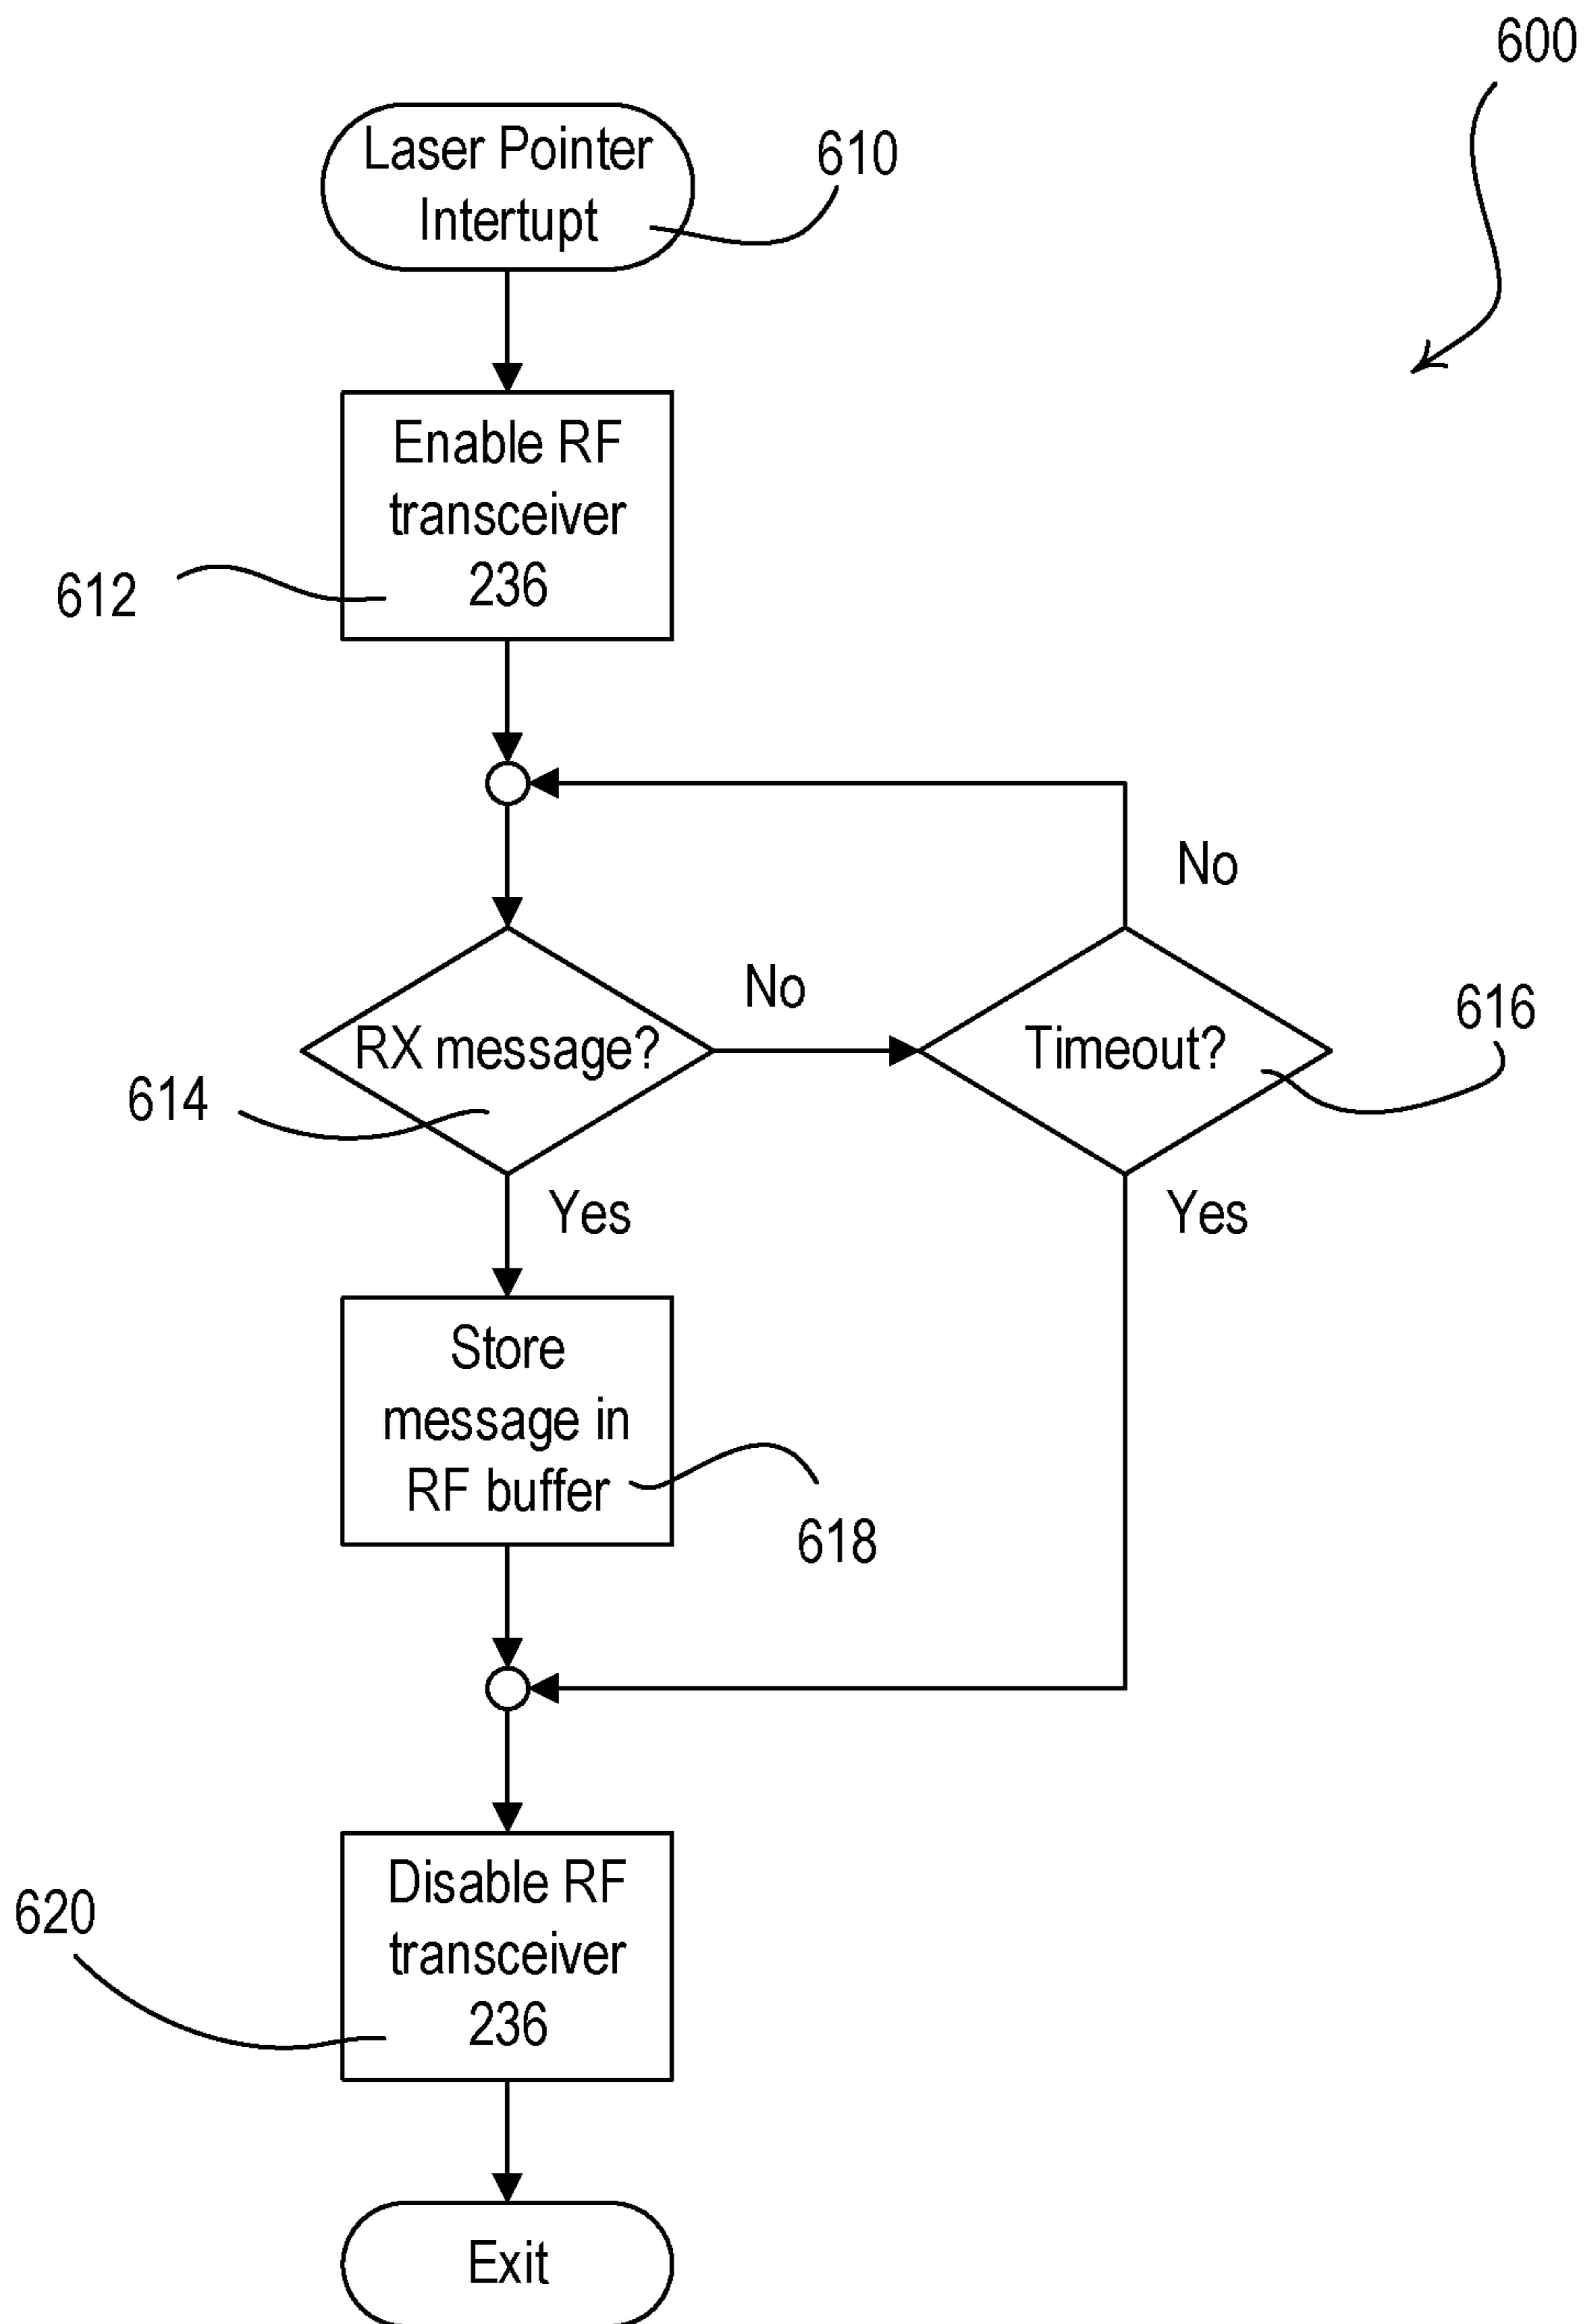 600
Laser Pointer
Intertupt
610
Enable RF
transceiver
236
612
No
RX message?
No
Timeout?
616
614
Yes
Yes
Store
message in
RF buffer
618
Disable RF
transceiver
236
620
Exit